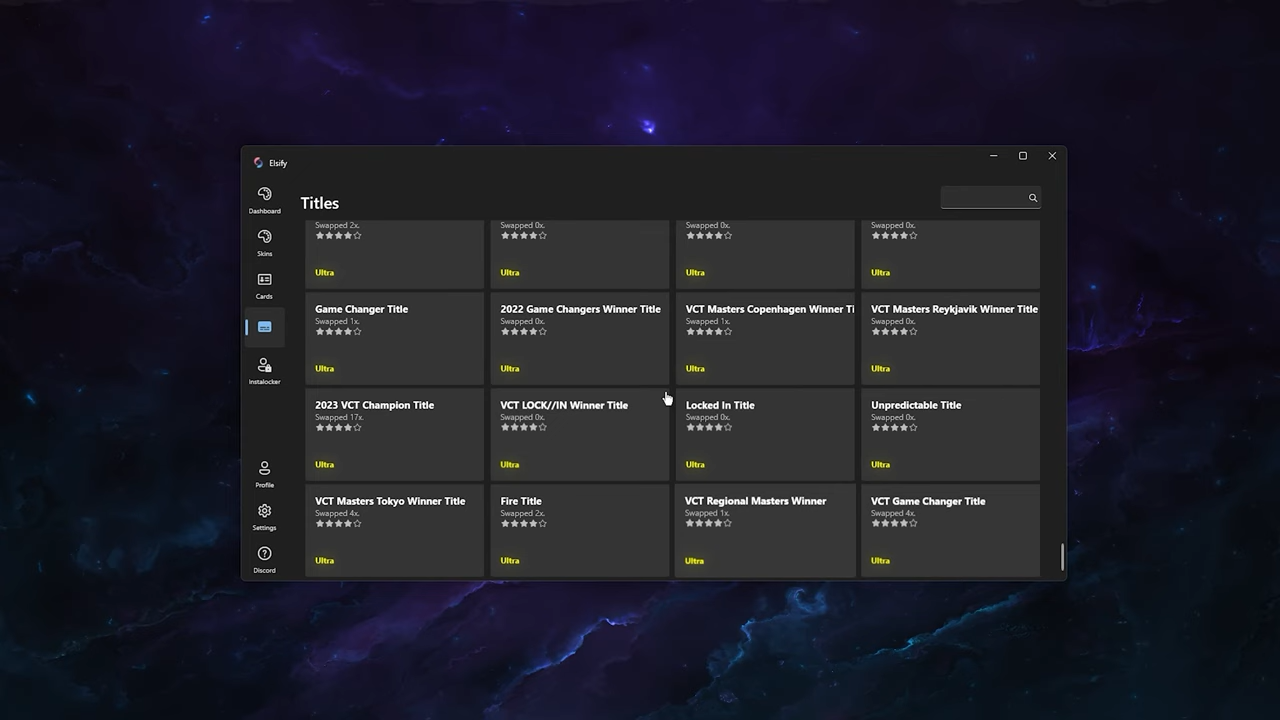 Elsify
Dashboard
Skins
Cards
Instalocker
Profile
Settings
Discord
Titles
Swapped 2x.
Ultra
Swapped 0x.
Ultra
Swapped 0x.
Ultra
Swapped 0x.
Ultra
Game Changer Title
Swapped 1x.
Ultra
2022 Game Changers Winner Title
Swapped 0x.
Ultra
VCT Masters Copenhagen Winner Ti
Swapped 1x.
Ultra
VCT Masters Reykjavik Winner Title
Swapped 0x.
Ultra
2023 VCT Champion Title
Swapped 17x.
Ultra
VCT LOCK//IN Winner Title
Swapped 0x.
Ultra
Locked In Title
Swapped 0x.
Ultra
Unpredictable Title
Swapped 0x.
Ultra
VCT Masters Tokyo Winner Title
Swapped 4x.
Ultra
Fire Title
Swapped 2x.
Ultra
VCT Regional Masters Winner
Swapped 1x.
Ultra
VCT Game Changer Title
Swapped 4x.
Ultra